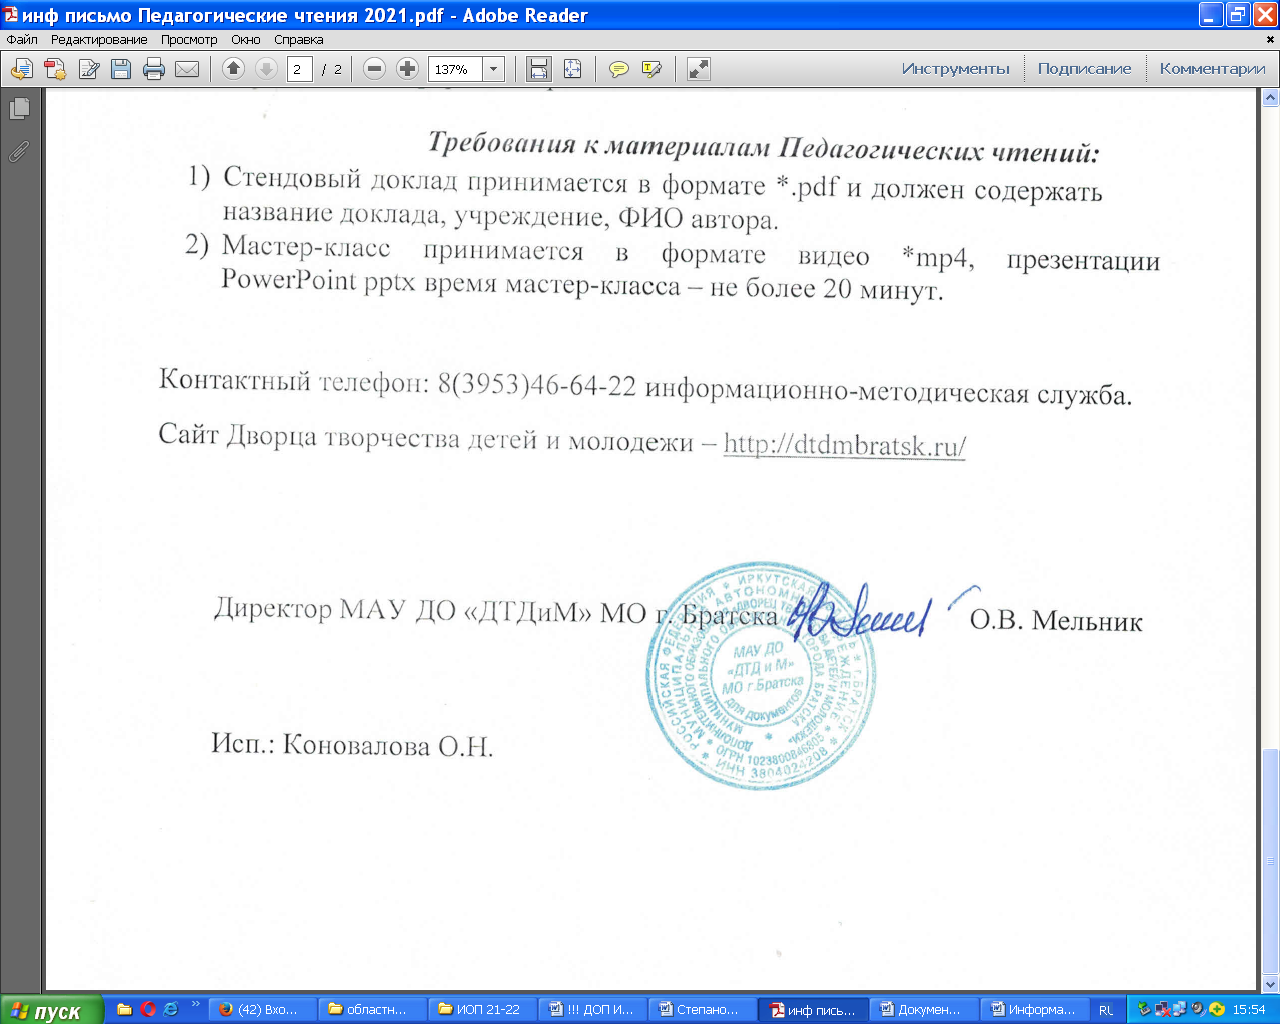 инф письмо Педагогические чтения 2021.pdf - Adobe Reader
Файл Редактирование Просмотр Окно Справка
2 / 2 137% Инструменты Подписание Комментарии
Требования к материалам Педагогических чтений:
1) Стендовый доклад принимается в формате *.pdf и должен содержать
название доклада, учреждение, ФИО автора.
2) Мастер-класс принимается в формате видео *mp4, презентации
PowerPoint pptx время мастер-класса – не более 20 минут.
Контактный телефон: 8(3953)46-64-22 информационно-методическая служба.
Сайт Дворца творчества детей и молодежи – http://dtdmbratsk.ru/
Директор МАУ ДО «ДТДиМ» МО г. Братска О.В. Мельник
МАУ ДО
«ДТД и М»
МО г.Братска
для документов
РОССИЙСКАЯ ФЕДЕРАЦИЯ * ИРКУТСКАЯ
* г.БРАТСК *
ОГРН 1023800846905
ИНН 3804024208
Исп.: Коновалова О.Н.
пуск (42) Вхо... областн... ИОП 21-22 !!! ДОП И... Степано... инф пись... Докумен... Информа... RU 15:54